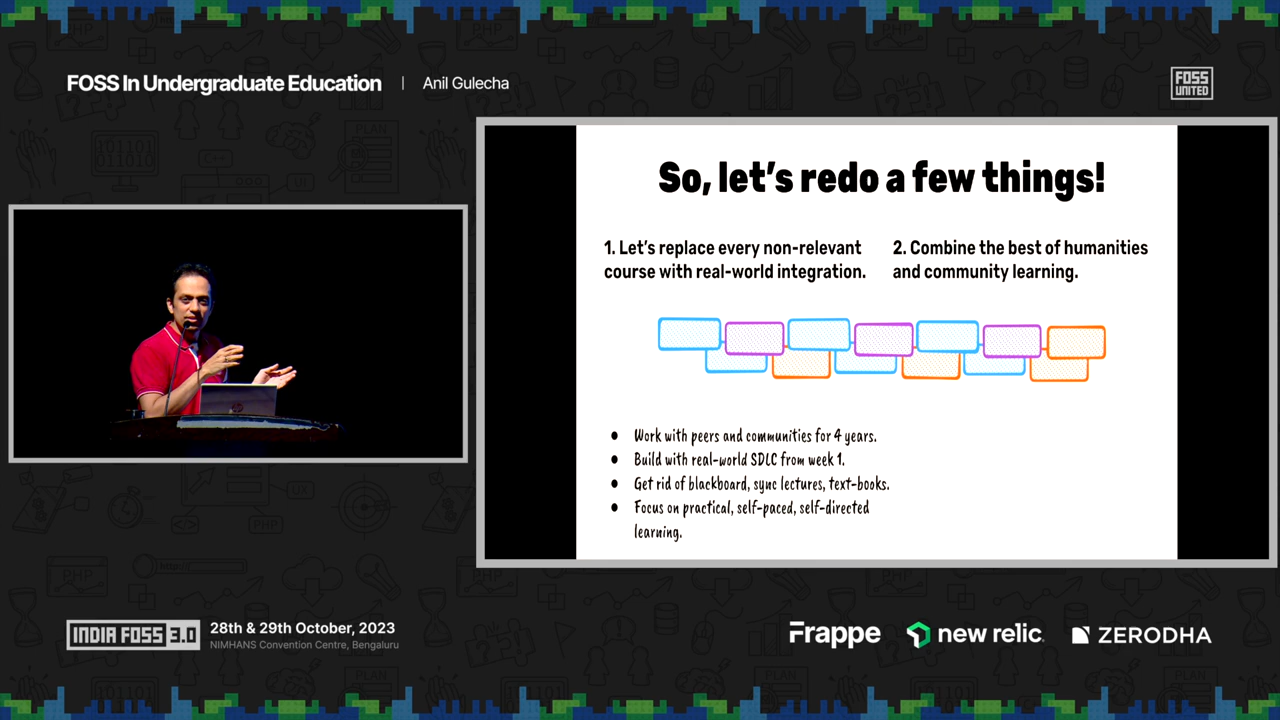 FOSS In Undergraduate Education | Anil Gulecha
FOSS
UNITED
So, let's redo a few things!
1. Let's replace every non-relevant
course with real-world integration.
2. Combine the best of humanities
and community learning.
● Work with peers and communities for 4 years.
● Build with real-world SDLC from week 1.
● Get rid of blackboard, sync lectures, text-books.
● Focus on practical, self-paced, self-directed
learning.
INDIA FOSS 3.0
28th & 29th October, 2023
NIMHANS Convention Centre, Bengaluru
Frappe
new relic
ZERODHA